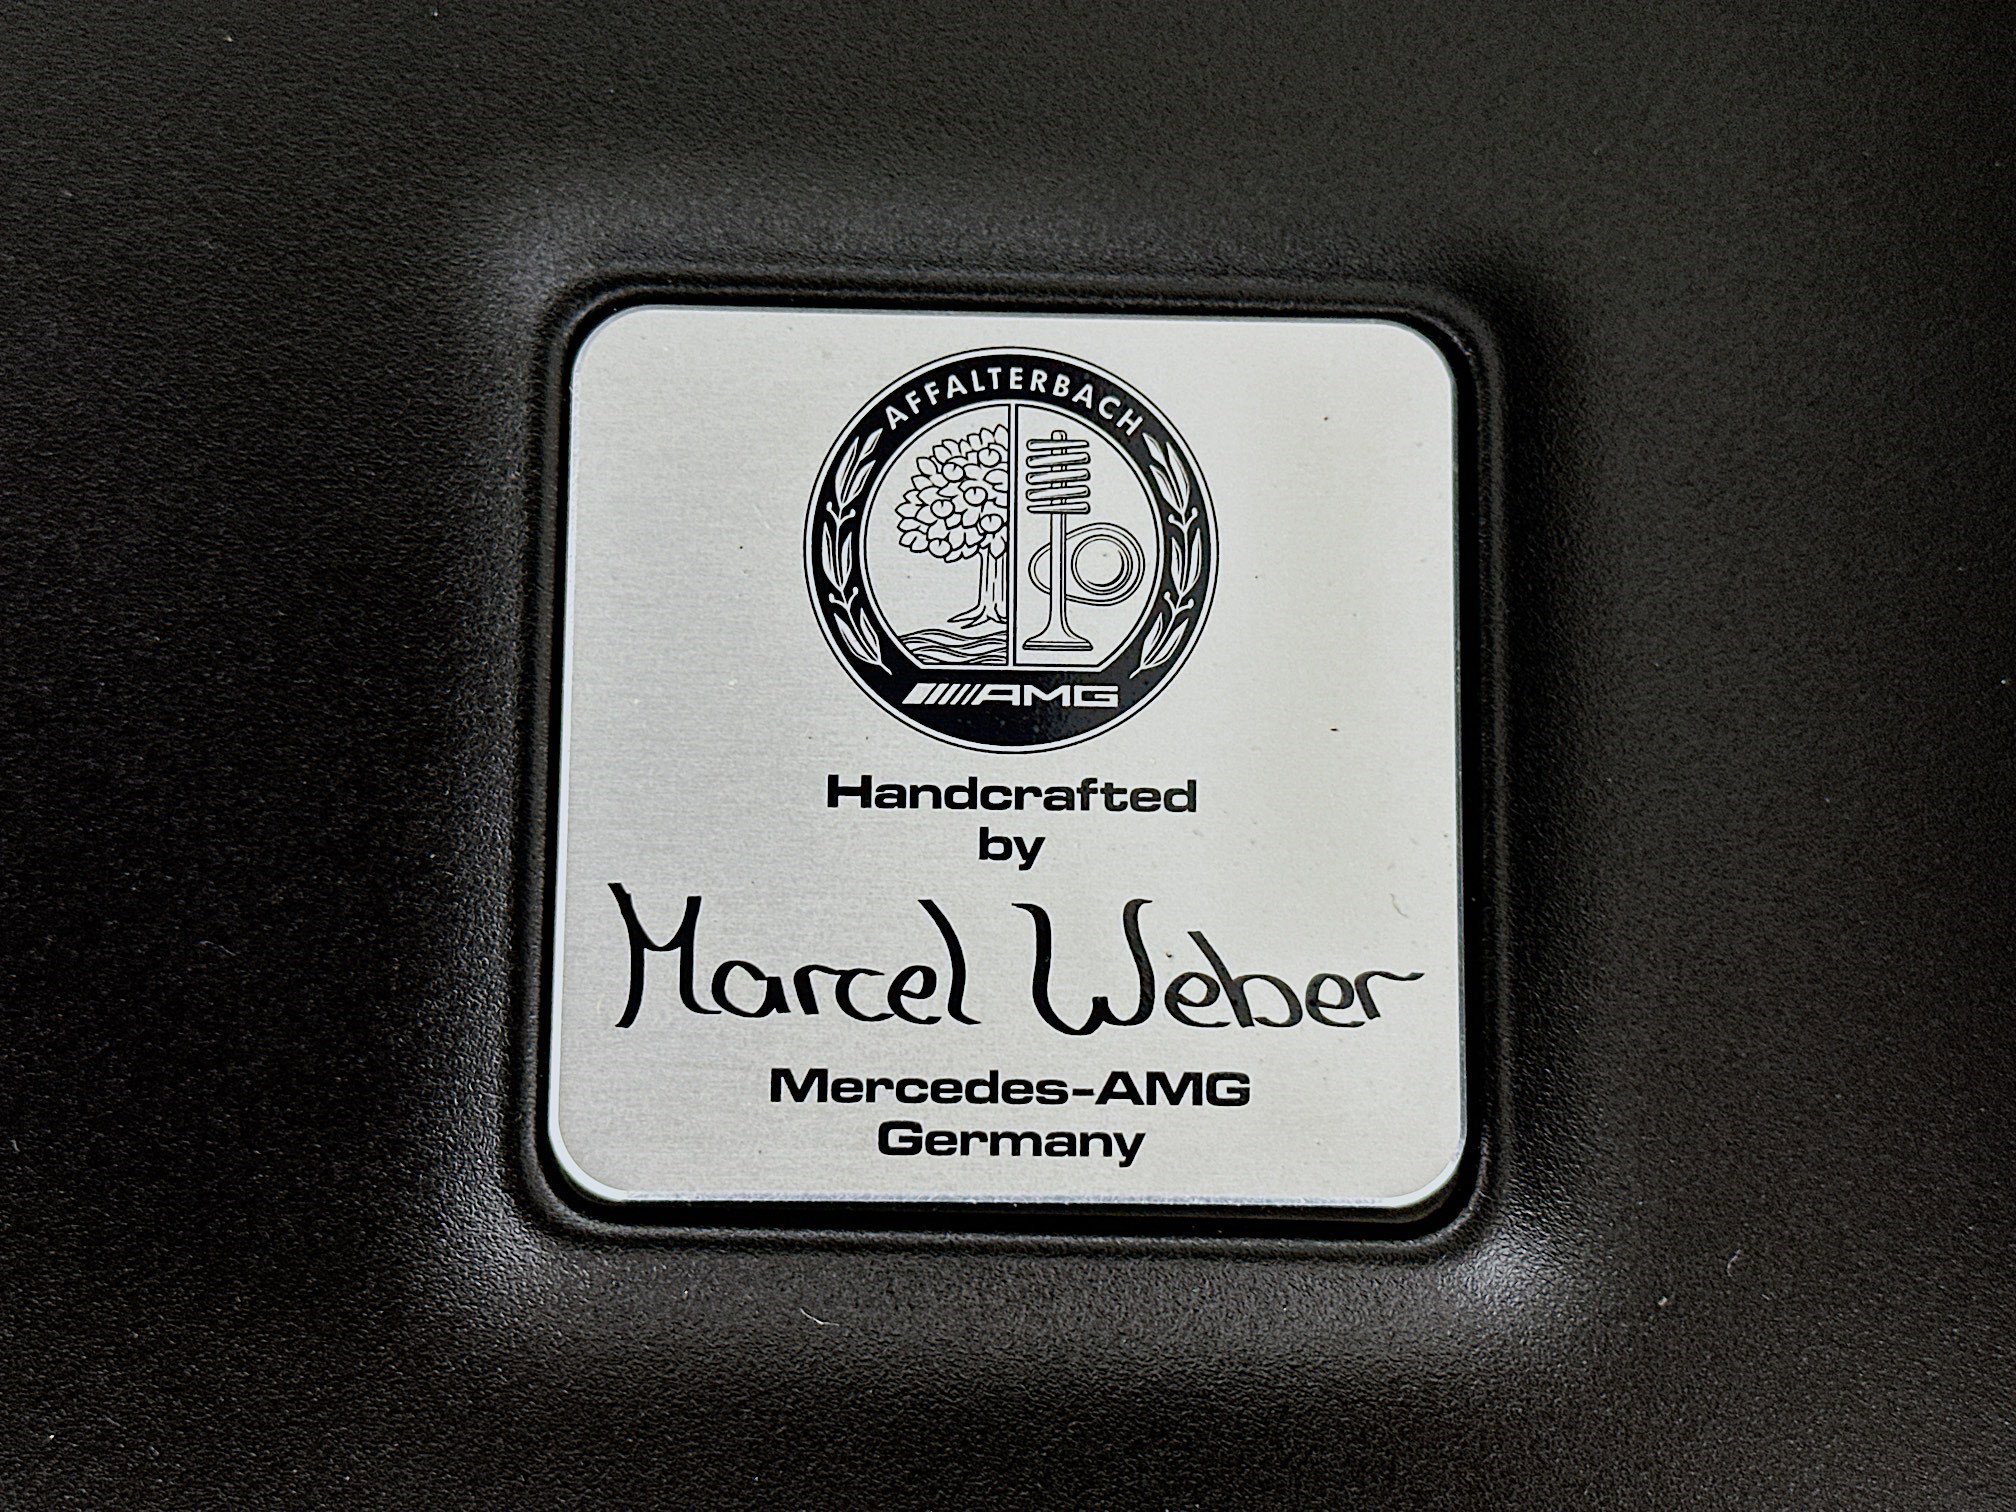 AFFALTERBACH
AMG
Handcrafted
by
Marcel Weber
Mercedes-AMG
Germany